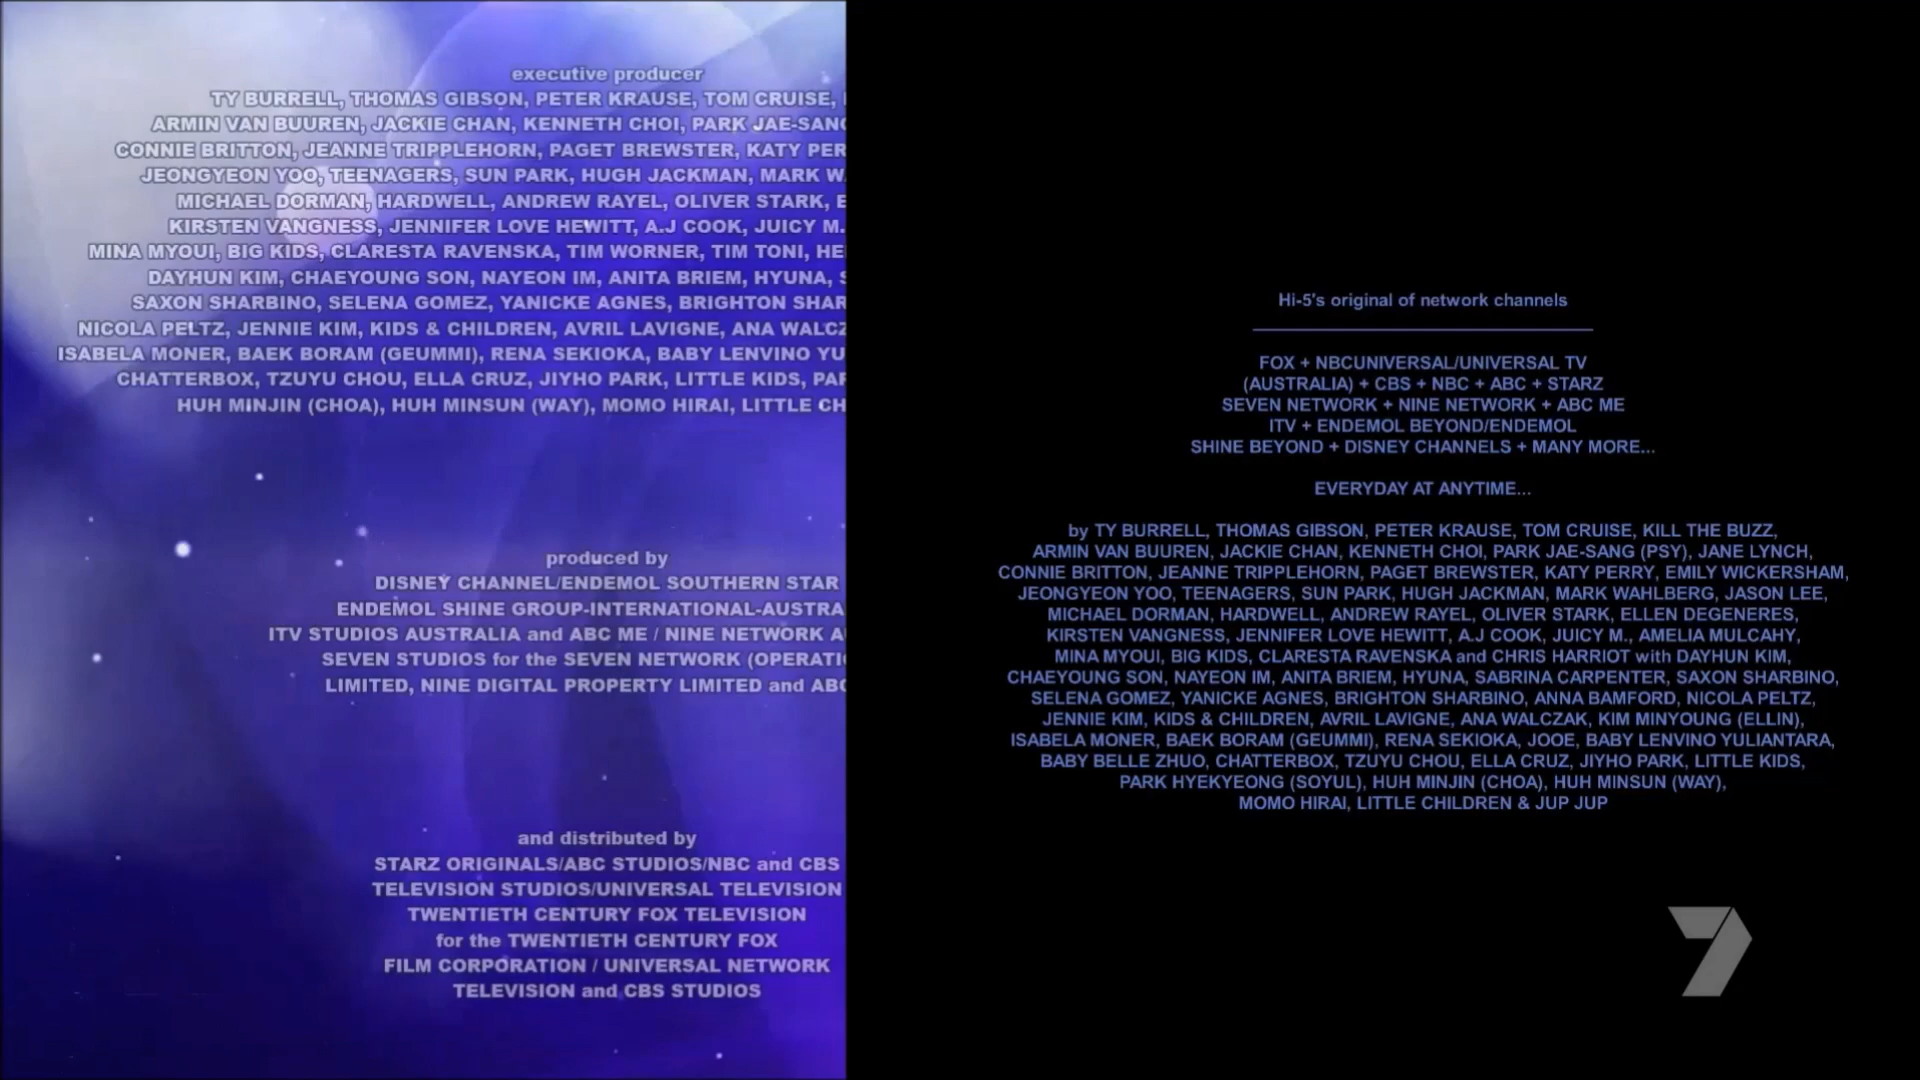 executive producer
TY BURRELL, THOMAS GIBSON, PETER KRAUSE, TOM CRUISE,
ARMIN VAN BUUREN, JACKIE CHAN, KENNETH CHOI, PARK JAE-SANG
CONNIE BRITTON, JEANNE TRIPPLEHORN, PAGET BREWSTER, KATY PER
JEONGYEON YOO, TEENAGERS, SUN PARK, HUGH JACKMAN, MARK W
MICHAEL DORMAN, HARDWELL, ANDREW RAYEL, OLIVER STARK, E
KIRSTEN VANGNESS, JENNIFER LOVE HEWITT, A.J COOK, JUICY M.
MINA MYOUI, BIG KIDS, CLARESTA RAVENSKA, TIM WORNER, TIM TONI, HE
DAYHUN KIM, CHAEYOUNG SON, NAYEON IM, ANITA BRIEM, HYUNA, S
SAXON SHARBINO, SELENA GOMEZ, YANICKE AGNES, BRIGHTON SHAR
NICOLA PELTZ, JENNIE KIM, KIDS & CHILDREN, AVRIL LAVIGNE, ANA WALCZ
ISABELA MONER, BAEK BORAM (GEUMMI), RENA SEKIOKA, BABY LENVINO YU
CHATTERBOX, TZUYU CHOU, ELLA CRUZ, JIYHO PARK, LITTLE KIDS, PAR
HUH MINJIN (CHOA), HUH MINSUN (WAY), MOMO HIRAI, LITTLE CH
produced by
DISNEY CHANNEL/ENDEMOL SOUTHERN STAR
ENDEMOL SHINE GROUP-INTERNATIONAL-AUSTRA
ITV STUDIOS AUSTRALIA and ABC ME / NINE NETWORK A
SEVEN STUDIOS for the SEVEN NETWORK (OPERATI
LIMITED, NINE DIGITAL PROPERTY LIMITED and ABC
and distributed by
STARZ ORIGINALS/ABC STUDIOS/NBC and CBS
TELEVISION STUDIOS/UNIVERSAL TELEVISION
TWENTIETH CENTURY FOX TELEVISION
for the TWENTIETH CENTURY FOX
FILM CORPORATION / UNIVERSAL NETWORK
TELEVISION and CBS STUDIOS
Hi-5's original of network channels
FOX + NBCUNIVERSAL/UNIVERSAL TV
(AUSTRALIA) + CBS + NBC + ABC + STARZ
SEVEN NETWORK + NINE NETWORK + ABC ME
ITV + ENDEMOL BEYOND/ENDEMOL
SHINE BEYOND + DISNEY CHANNELS + MANY MORE...
EVERYDAY AT ANYTIME...
by TY BURRELL, THOMAS GIBSON, PETER KRAUSE, TOM CRUISE, KILL THE BUZZ,
ARMIN VAN BUUREN, JACKIE CHAN, KENNETH CHOI, PARK JAE-SANG (PSY), JANE LYNCH,
CONNIE BRITTON, JEANNE TRIPPLEHORN, PAGET BREWSTER, KATY PERRY, EMILY WICKERSHAM,
JEONGYEON YOO, TEENAGERS, SUN PARK, HUGH JACKMAN, MARK WAHLBERG, JASON LEE,
MICHAEL DORMAN, HARDWELL, ANDREW RAYEL, OLIVER STARK, ELLEN DEGENERES,
KIRSTEN VANGNESS, JENNIFER LOVE HEWITT, A.J COOK, JUICY M., AMELIA MULCAHY,
MINA MYOUI, BIG KIDS, CLARESTA RAVENSKA and CHRIS HARRIOT with DAYHUN KIM,
CHAEYOUNG SON, NAYEON IM, ANITA BRIEM, HYUNA, SABRINA CARPENTER, SAXON SHARBINO,
SELENA GOMEZ, YANICKE AGNES, BRIGHTON SHARBINO, ANNA BAMFORD, NICOLA PELTZ,
JENNIE KIM, KIDS & CHILDREN, AVRIL LAVIGNE, ANA WALCZAK, KIM MINYOUNG (ELLIN),
ISABELA MONER, BAEK BORAM (GEUMMI), RENA SEKIOKA, JOOE, BABY LENVINO YULIANTARA,
BABY BELLE ZHUO, CHATTERBOX, TZUYU CHOU, ELLA CRUZ, JIYHO PARK, LITTLE KIDS,
PARK HYEKYEONG (SOYUL), HUH MINJIN (CHOA), HUH MINSUN (WAY),
MOMO HIRAI, LITTLE CHILDREN & JUP JUP
7